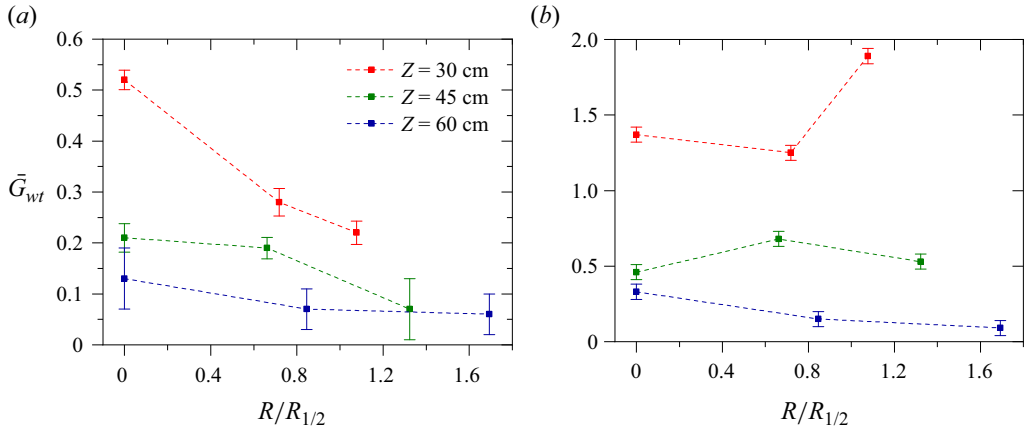 (a)
(b)
0.6
0.5
0.4
0.3
0.2
0.1
0
Z = 30 cm
Z = 45 cm
Z = 60 cm
2.0
1.5
1.0
0.5
0
Ḡwt
0 0.4 0.8 1.2 1.6
0 0.4 0.8 1.2 1.6
R/R1/2
R/R1/2